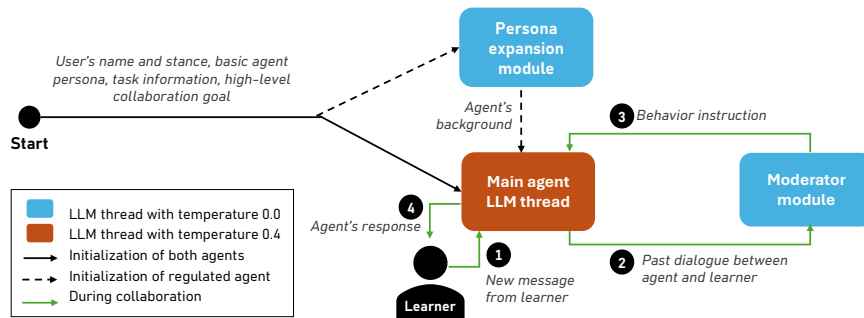 User's name and stance, basic agent
persona, task information, high-level
collaboration goal
Start
Persona
expansion
module
Agent's
background
3 Behavior instruction
Main agent
LLM thread
Moderator
module
4
Agent's response
1
New message
from learner
2 Past dialogue between
agent and learner
Learner
LLM thread with temperature 0.0
LLM thread with temperature 0.4
Initialization of both agents
Initialization of regulated agent
During collaboration